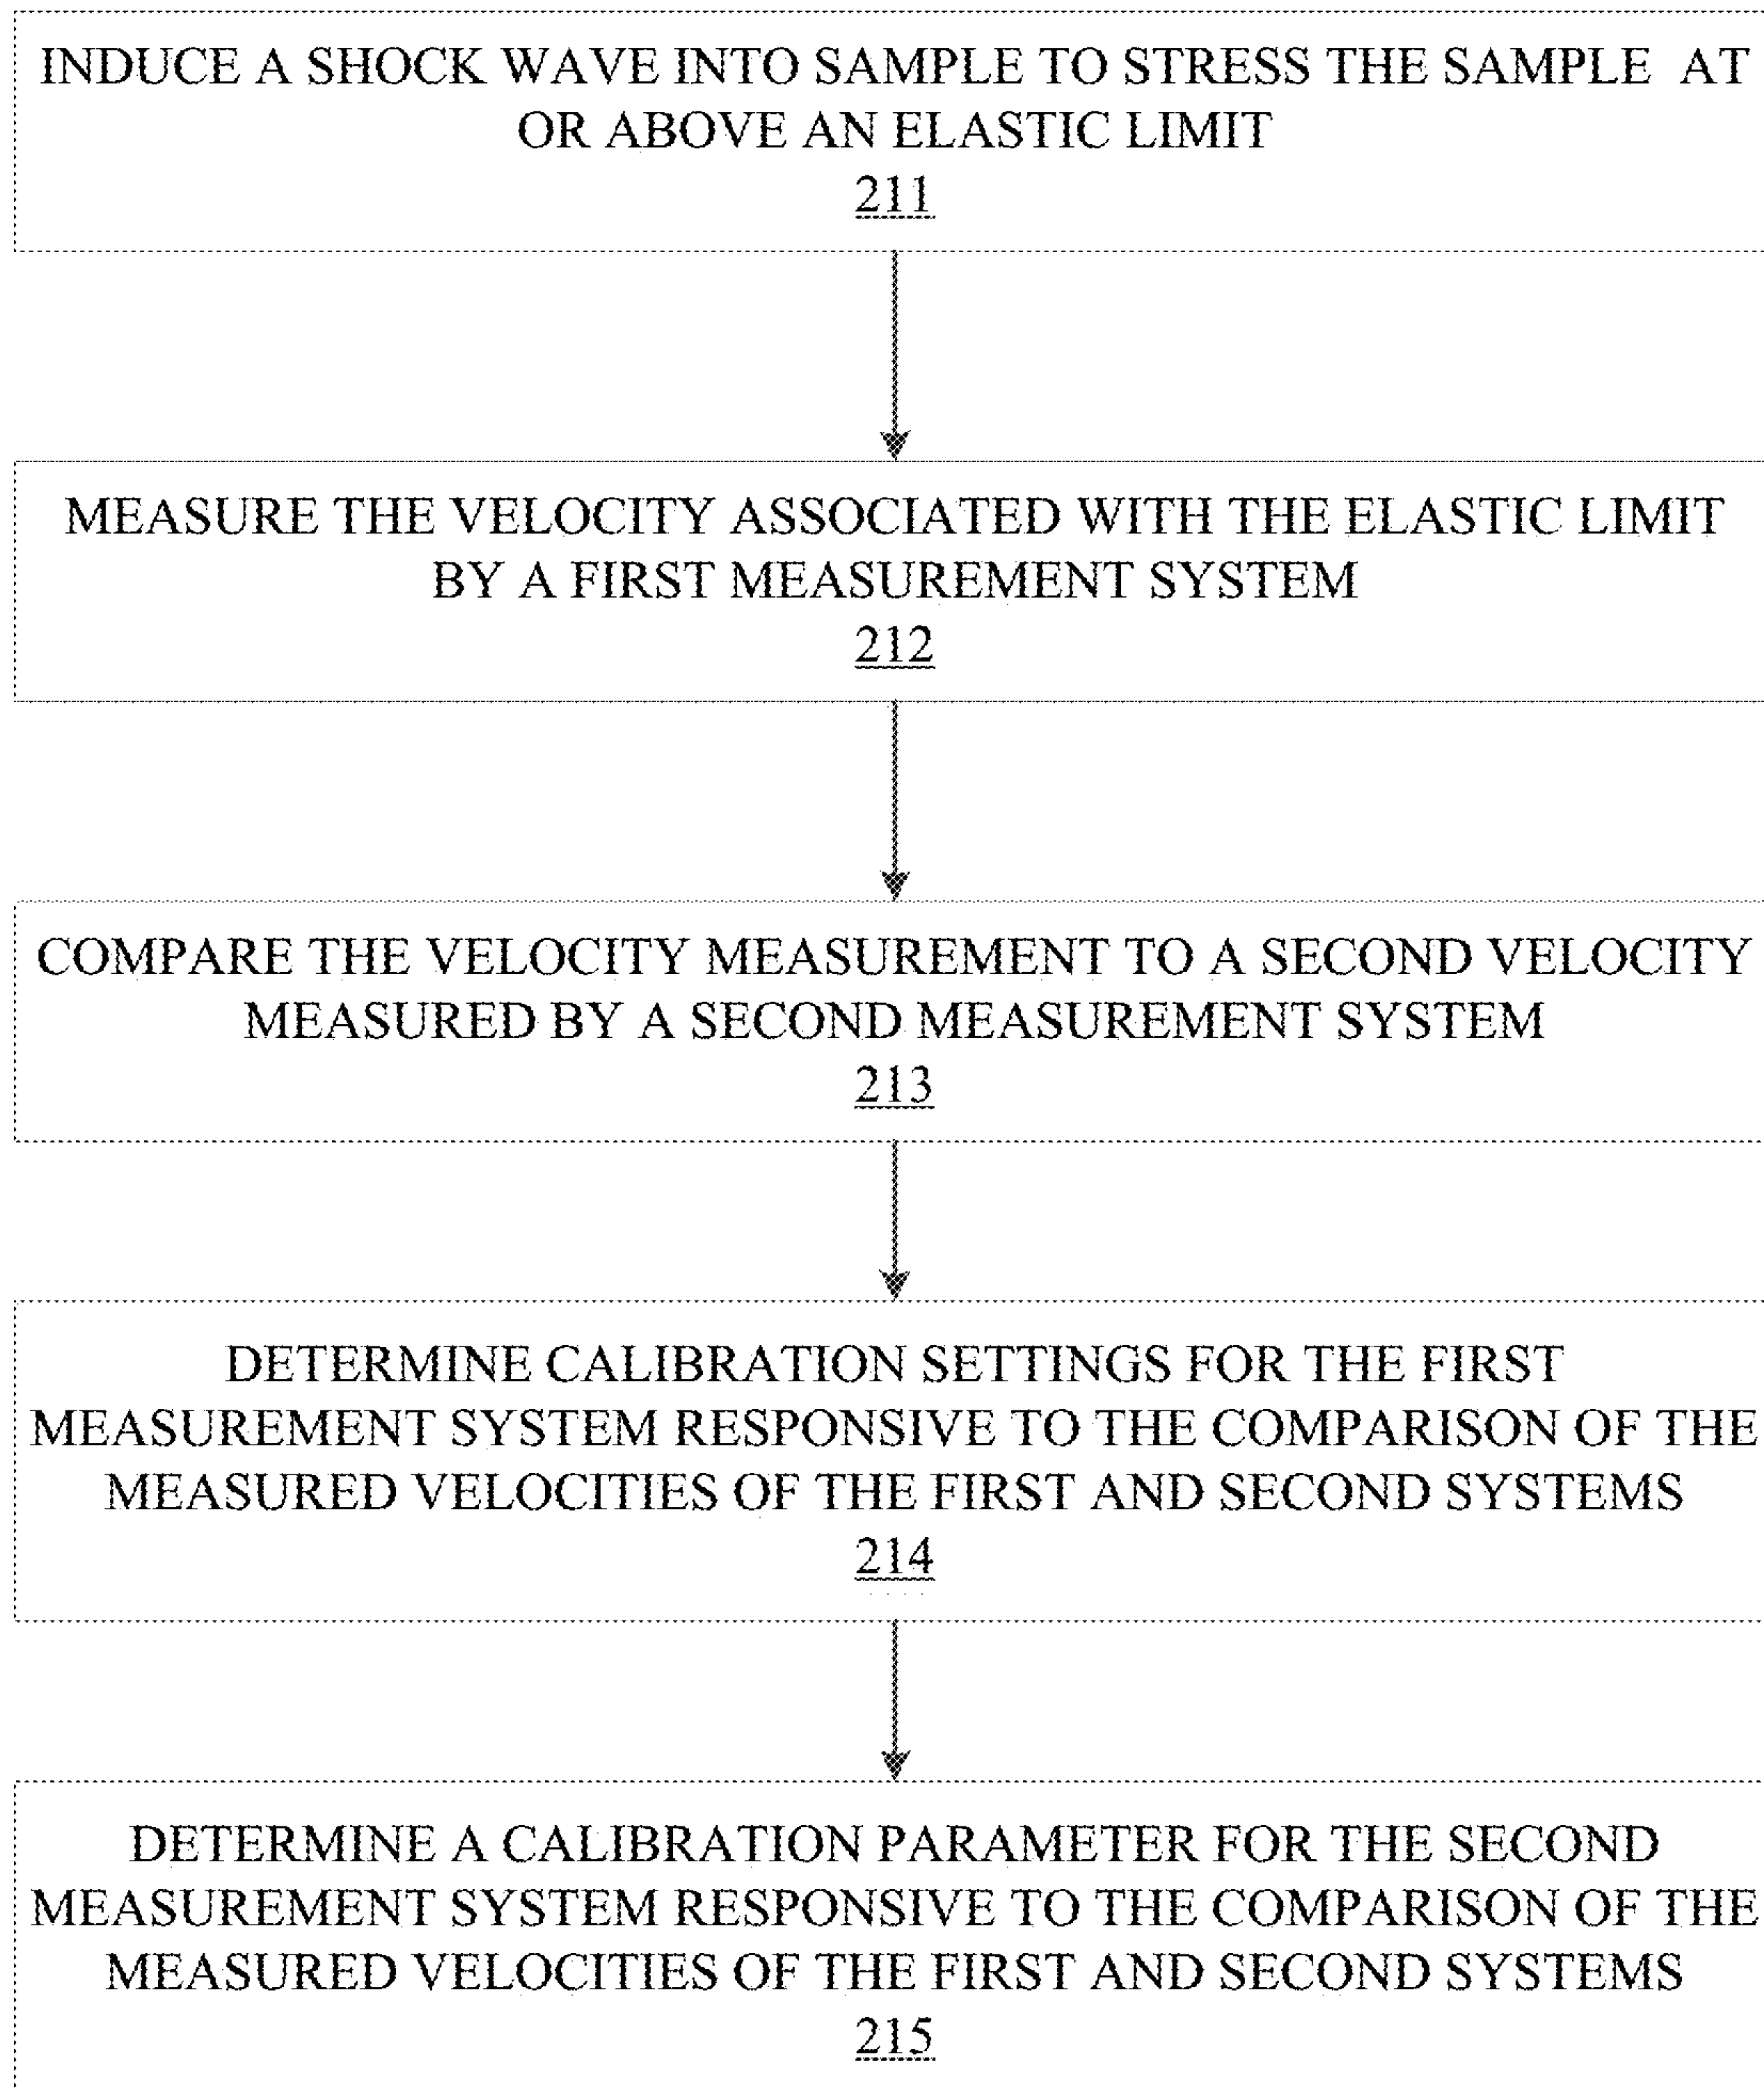 INDUCE A SHOCK WAVE INTO SAMPLE TO STRESS THE SAMPLE AT
OR ABOVE AN ELASTIC LIMIT
211
MEASURE THE VELOCITY ASSOCIATED WITH THE ELASTIC LIMIT
BY A FIRST MEASUREMENT SYSTEM
212
COMPARE THE VELOCITY MEASUREMENT TO A SECOND VELOCITY
MEASURED BY A SECOND MEASUREMENT SYSTEM
213
DETERMINE CALIBRATION SETTINGS FOR THE FIRST
MEASUREMENT SYSTEM RESPONSIVE TO THE COMPARISON OF THE
MEASURED VELOCITIES OF THE FIRST AND SECOND SYSTEMS
214
DETERMINE A CALIBRATION PARAMETER FOR THE SECOND
MEASUREMENT SYSTEM RESPONSIVE TO THE COMPARISON OF THE
MEASURED VELOCITIES OF THE FIRST AND SECOND SYSTEMS
215